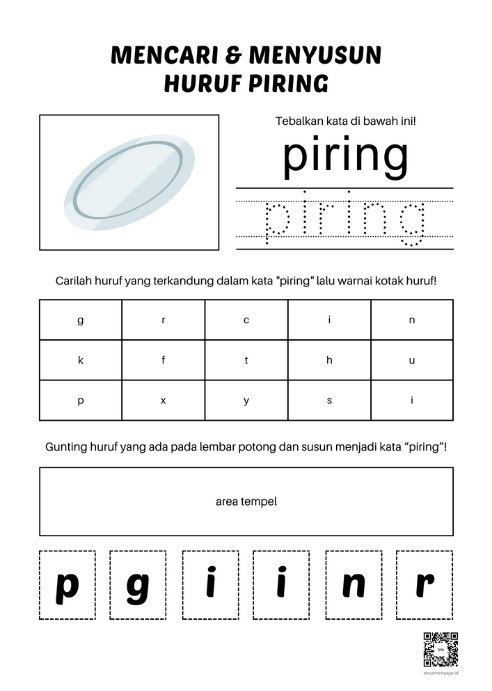 MENCARI & MENYUSUN
HURUF PIRING
Tebalkan kata di bawah ini!
piring
piring
Carilah huruf yang terkandung dalam kata "piring" lalu warnai kotak huruf!
g r c i n
k f t h u
p x y s i
Gunting huruf yang ada pada lembar potong dan susun menjadi kata “piring”!
area tempel
p g i i n r